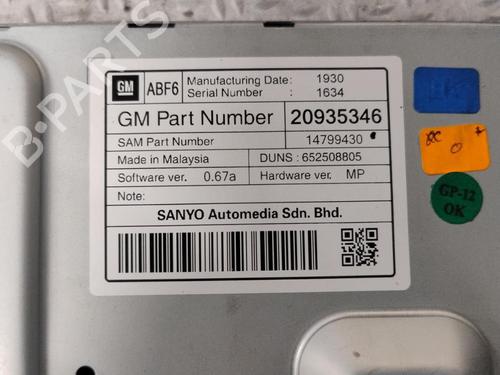 GM ABF6 Manufacturing Date: 1930
Serial Number : 1634
GM Part Number 20935346
SAM Part Number 14799430
Made in Malaysia DUNS : 652508805
Software ver. 0.67a Hardware ver. MP
Note:
SANYO Automedia Sdn. Bhd.
QC
O
GP-12
OK
B-PARTS